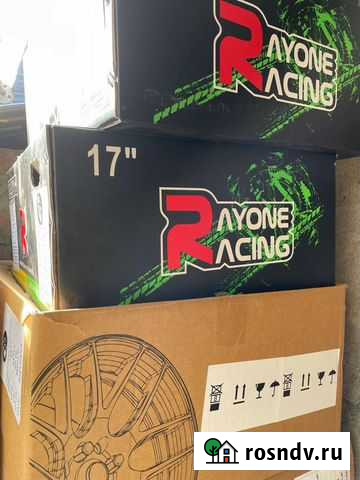 RAYONE
RACING
17"
RAYONE
RACING
rosndv.ru